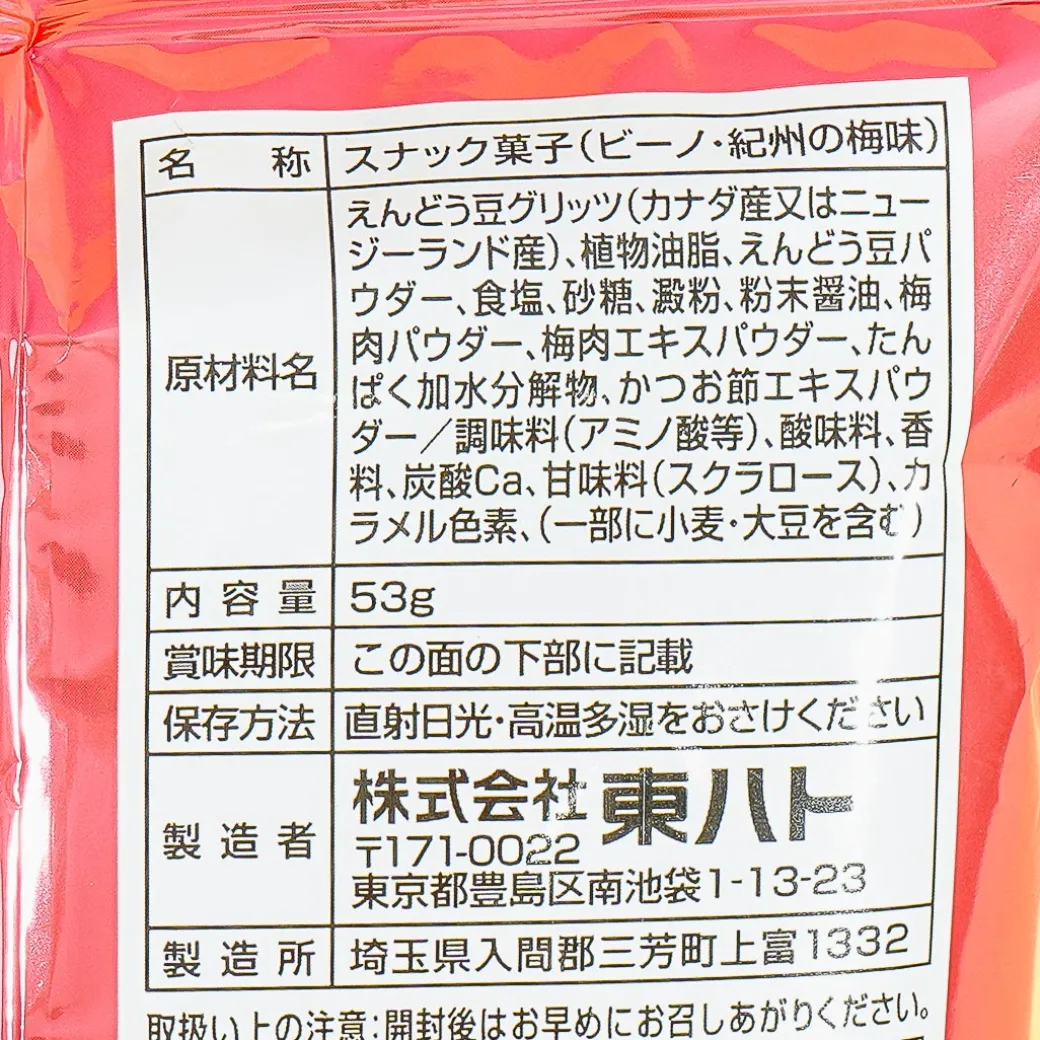 名称 スナック菓子(ビーノ・紀州の梅味)
原材料名
えんどう豆グリッツ(カナダ産又はニュー
ジーランド産)、植物油脂、えんどう豆パ
ウダー、食塩、砂糖、澱粉、粉末醤油、梅
肉パウダー、梅肉エキスパウダー、たん
ぱく加水分解物、かつお節エキスパウ
ダー/調味料(アミノ酸等)、酸味料、香
料、炭酸Ca、甘味料(スクラロース)、カ
ラメル色素、(一部に小麦・大豆を含む)
内容量 53g
賞味期限 この面の下部に記載
保存方法 直射日光・高温多湿をおさけください
製造者
株式会社東ハト
〒171-0022
東京都豊島区南池袋1-13-23
製造所 埼玉県入間郡三芳町上富1332
取扱い上の注意:開封後はお早めにお召しあがりください。